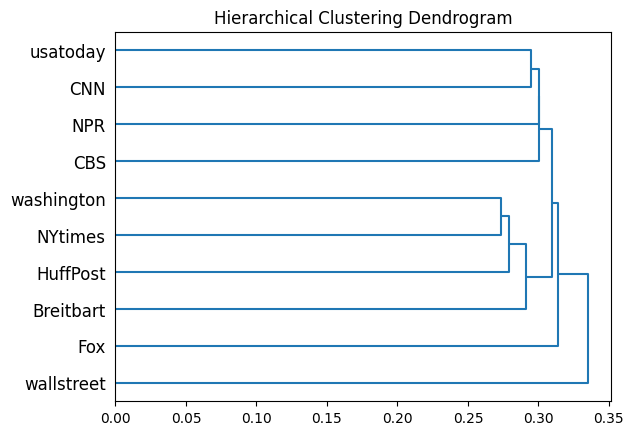 Hierarchical Clustering Dendrogram
usatoday
CNN
NPR
CBS
washington
NYtimes
HuffPost
Breitbart
Fox
wallstreet
0.00 0.05 0.10 0.15 0.20 0.25 0.30 0.35